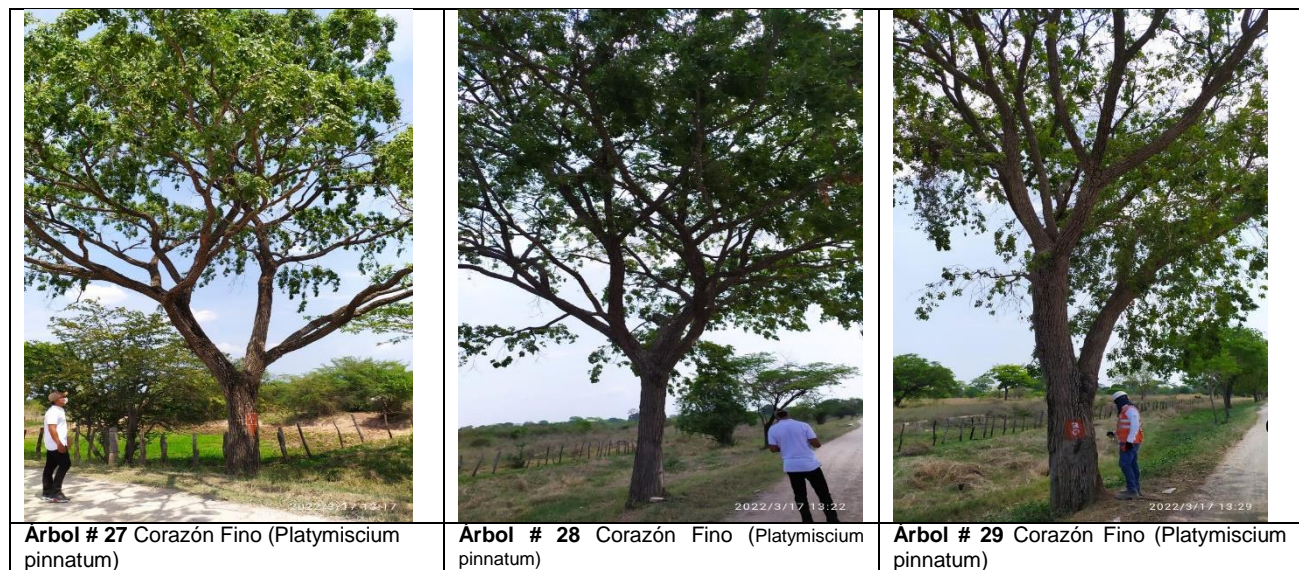 2022/3/17 13:17
2022/3/17 13:22
2022/3/17 13:29
Árbol # 27 Corazón Fino (Platymiscium
pinnatum)
Árbol # 28 Corazón Fino (Platymiscium
pinnatum)
Árbol # 29 Corazón Fino (Platymiscium
pinnatum)